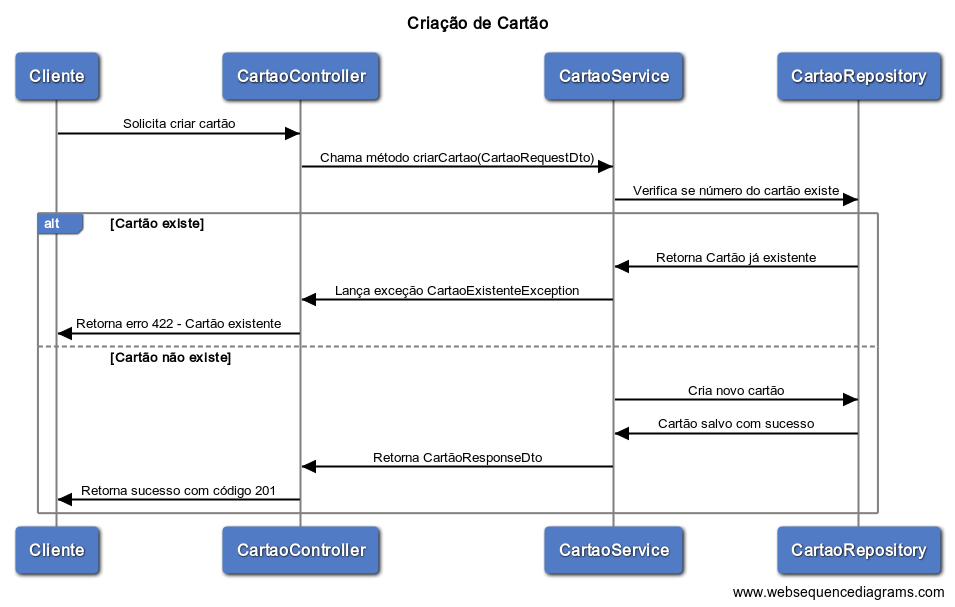 Criação de Cartão
Cliente
CartaoController
CartaoService
CartaoRepository
Solicita criar cartão
Chama método criarCartao(CartaoRequestDto)
Verifica se número do cartão existe
alt
[Cartão existe]
Retorna Cartão já existente
Lança exceção CartaoExistenteException
Retorna erro 422 - Cartão existente
[Cartão não existe]
Cria novo cartão
Cartão salvo com sucesso
Retorna CartãoResponseDto
Retorna sucesso com código 201
Cliente
CartaoController
CartaoService
CartaoRepository
www.websequencediagrams.com